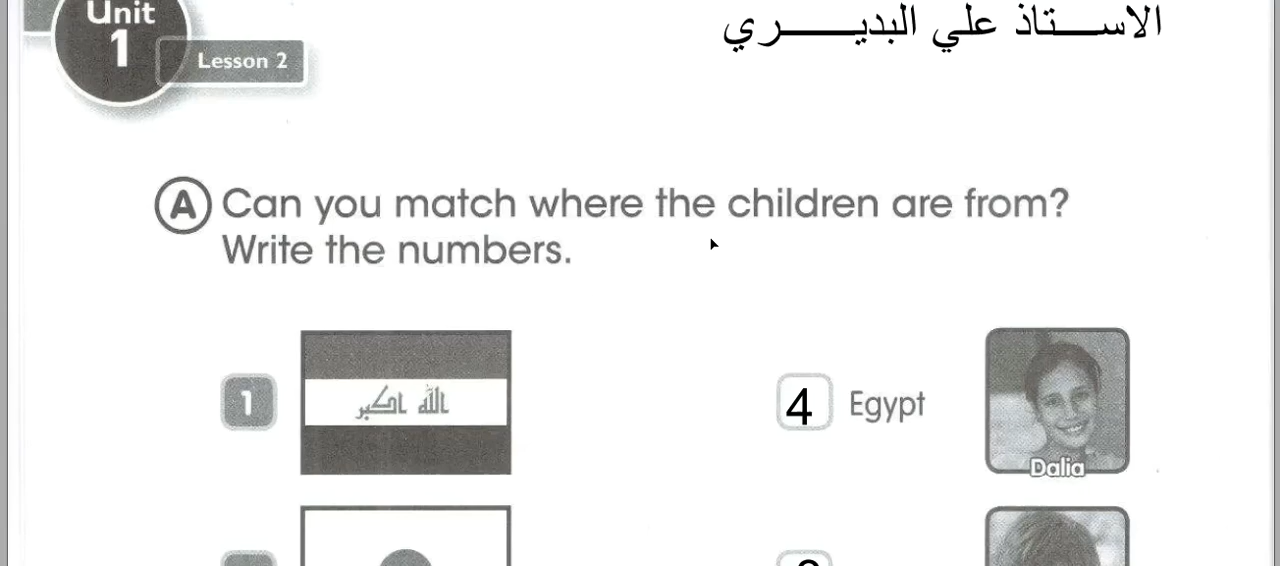 Unit
1
Lesson 2
الاســـتاذ علي البديـــــري
A Can you match where the children are from?
Write the numbers.
1
الله اكبر
4 Egypt
Dalia